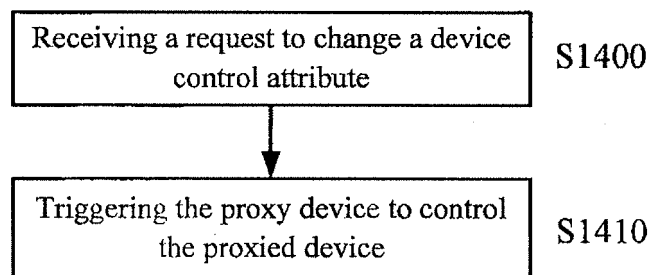 Receiving a request to change a device
control attribute
S1400
Triggering the proxy device to control
the proxied device
S1410